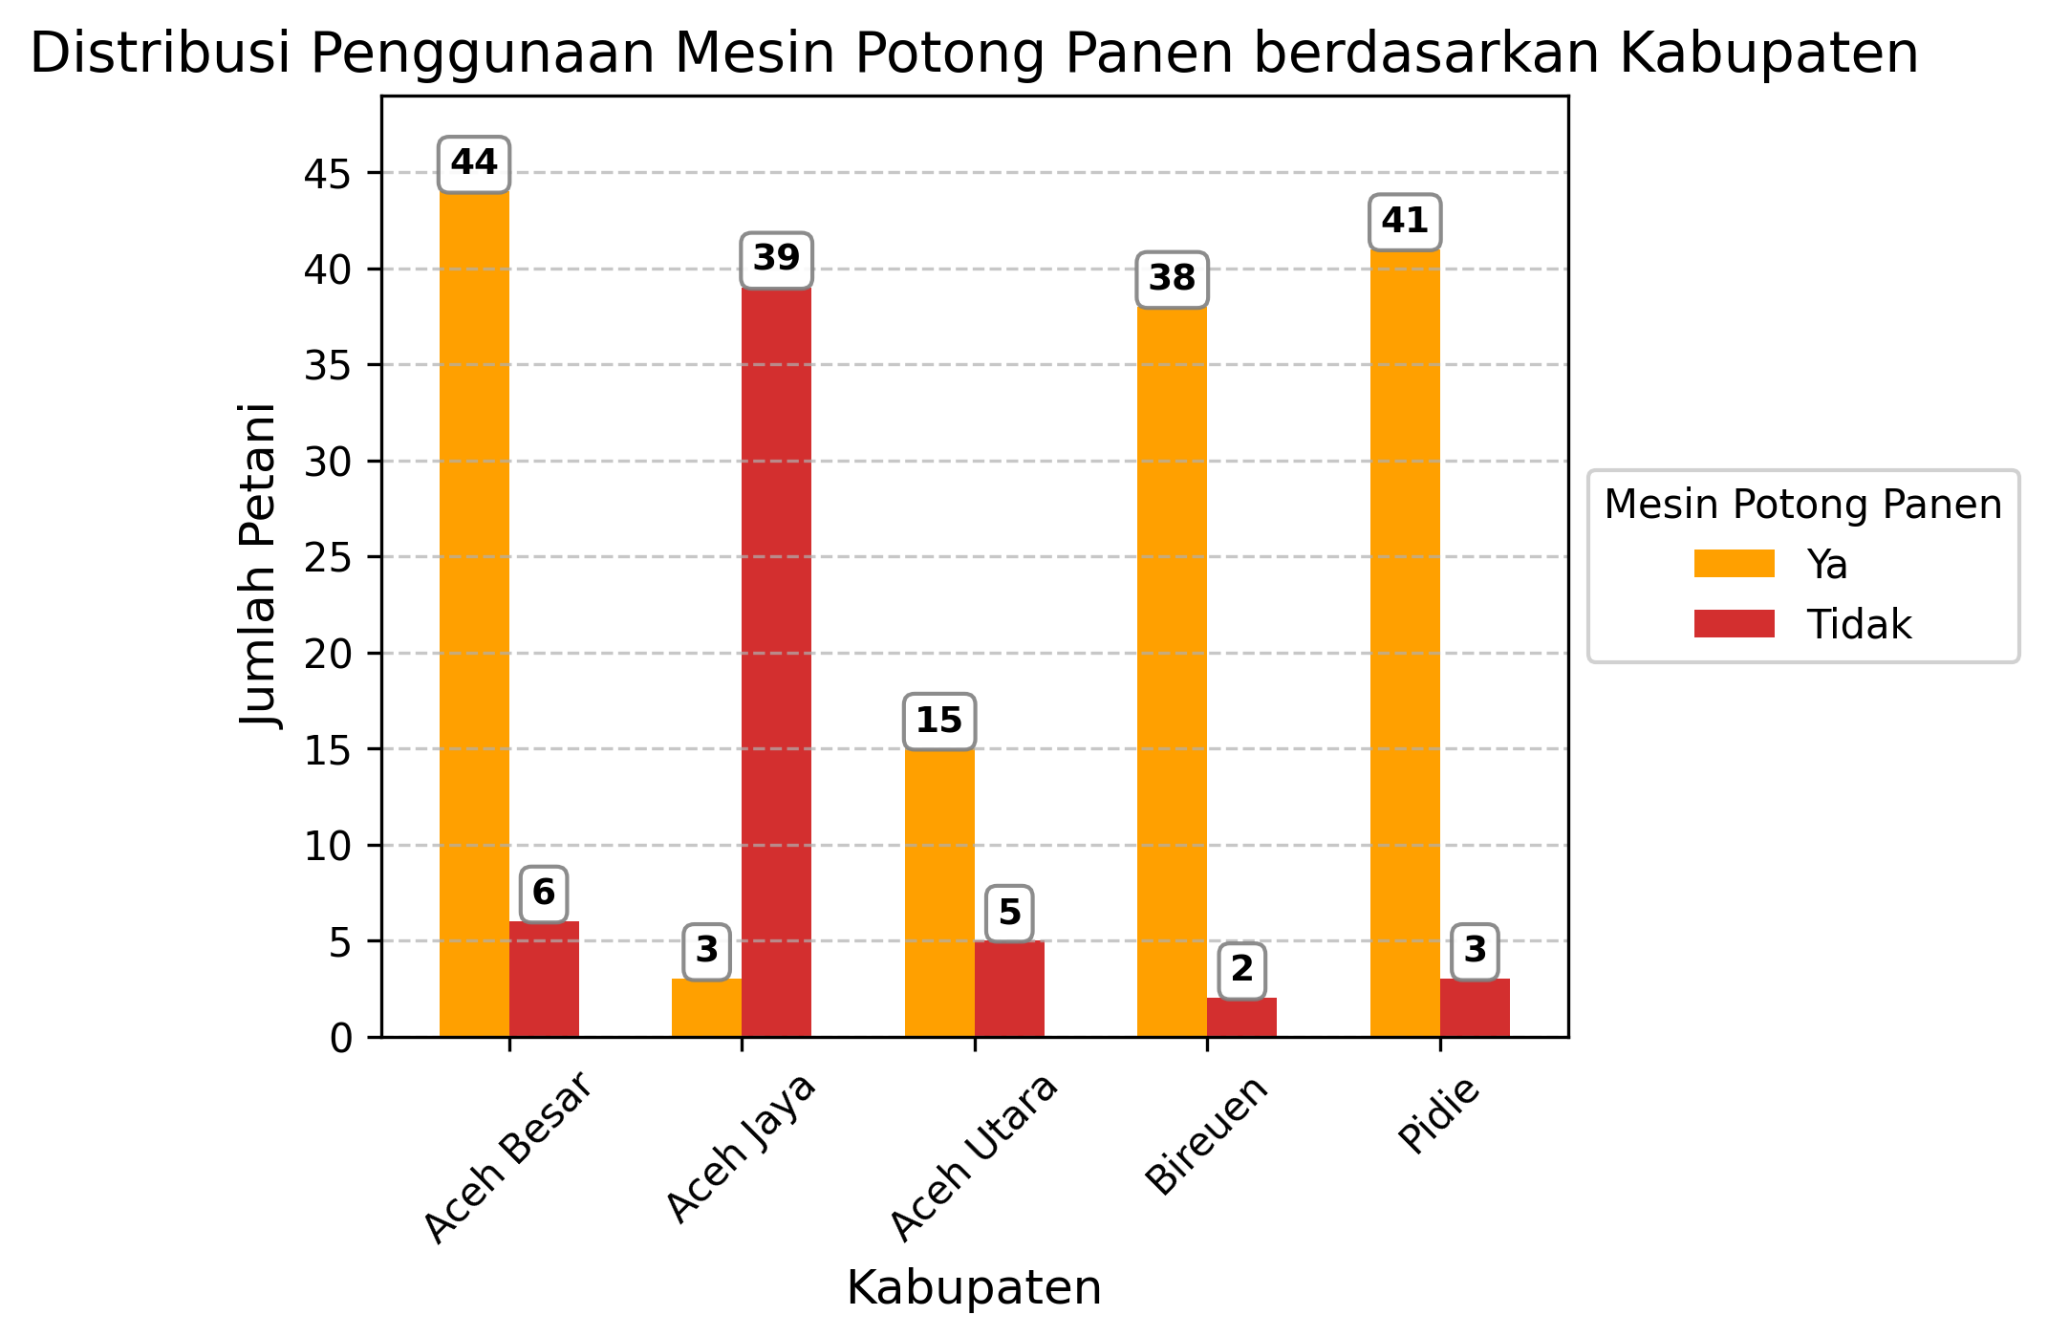 Distribusi Penggunaan Mesin Potong Panen berdasarkan Kabupaten
Jumlah Petani
45
40
35
30
25
20
15
10
5
0
44
6
3
39
15
5
38
2
41
3
Aceh Besar
Aceh Jaya
Aceh Utara
Bireuen
Pidie
Kabupaten
Mesin Potong Panen
Ya
Tidak